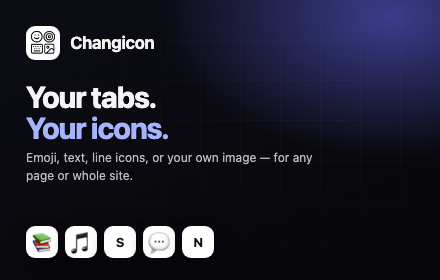 Changicon
Your tabs.
Your icons.
Emoji, text, line icons, or your own image — for any
page or whole site.
S
N